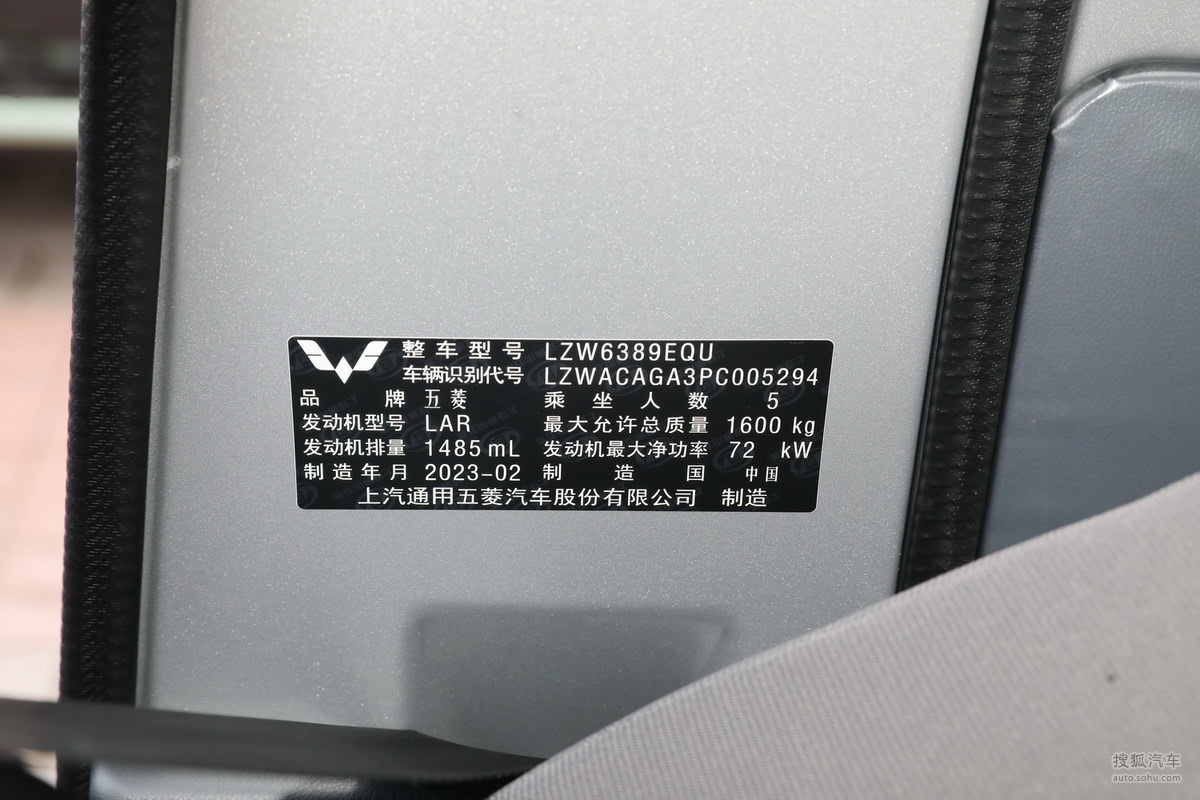 整车型号 LZW6389EQU
车辆识别代号 LZWACAGA3PC005294
品牌 五菱 乘坐人数 5
发动机型号 LAR 最大允许总质量 1600 kg
发动机排量 1485 mL 发动机最大净功率 72 kW
制造年月 2023-02 制造国 中国
上汽通用五菱汽车股份有限公司 制造
搜狐汽车
auto.sohu.com